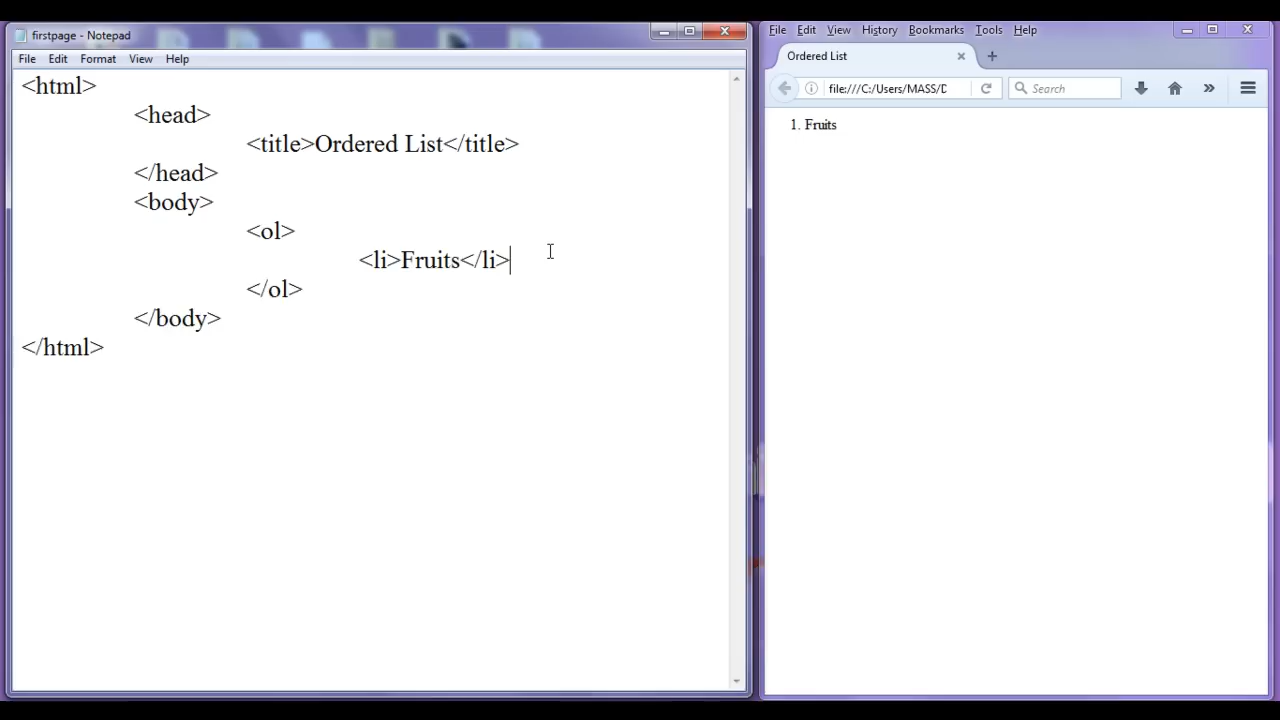 firstpage - Notepad
File Edit Format View Help
<html>
<head>
<title>Ordered List</title>
</head>
<body>
<ol>
<li>Fruits</li>
</ol>
</body>
</html>
File Edit View History Bookmarks Tools Help
Ordered List
file:///C:/Users/MASS/D
Search
1. Fruits